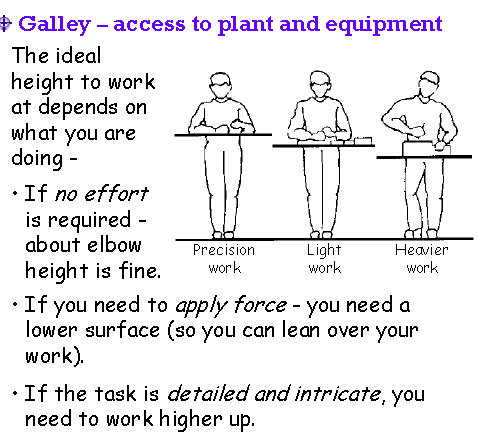 Galley – access to plant and equipment
The ideal
height to work
at depends on
what you are
doing –
• If no effort
is required –
about elbow
height is fine.
Precision work
Light work
Heavier work
• If you need to apply force – you need a
lower surface (so you can lean over your
work).
• If the task is detailed and intricate, you
need to work higher up.